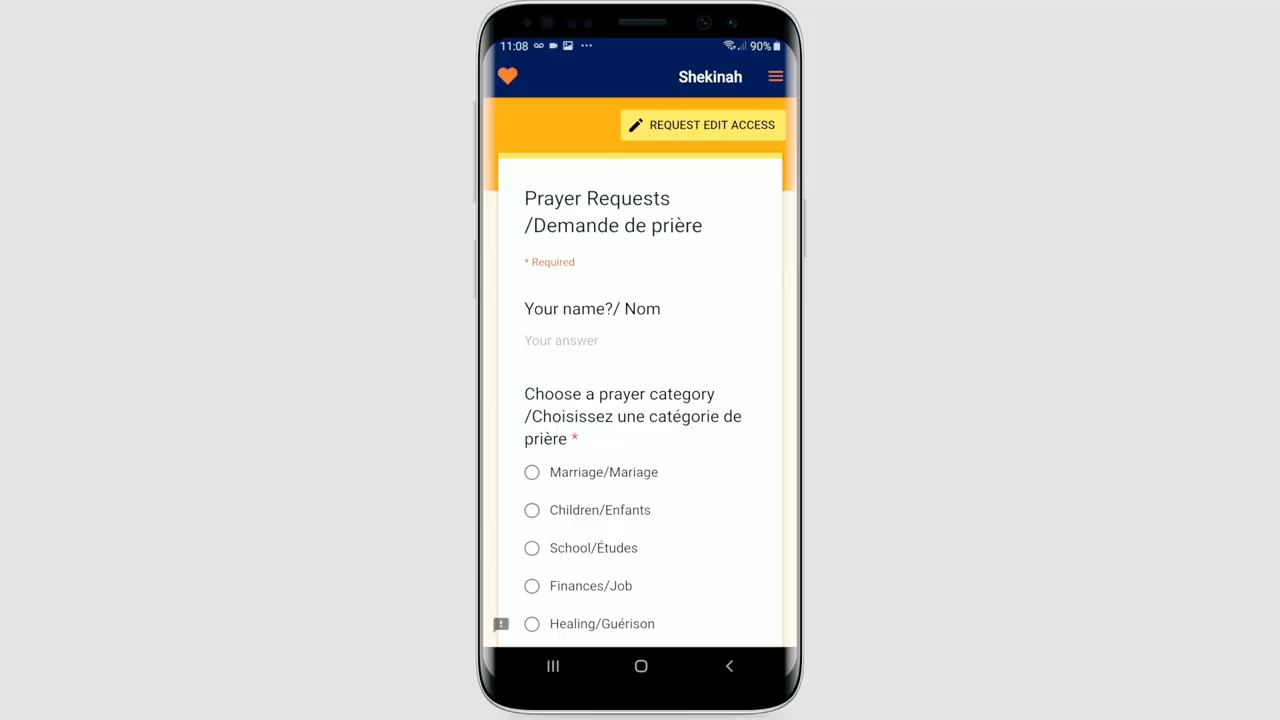 11:08
90%
Shekinah
REQUEST EDIT ACCESS
Prayer Requests
/Demande de prière
* Required
Your name?/ Nom
Your answer
Choose a prayer category
/Choisissez une catégorie de
prière *
Marriage/Mariage
Children/Enfants
School/Études
Finances/Job
Healing/Guérison